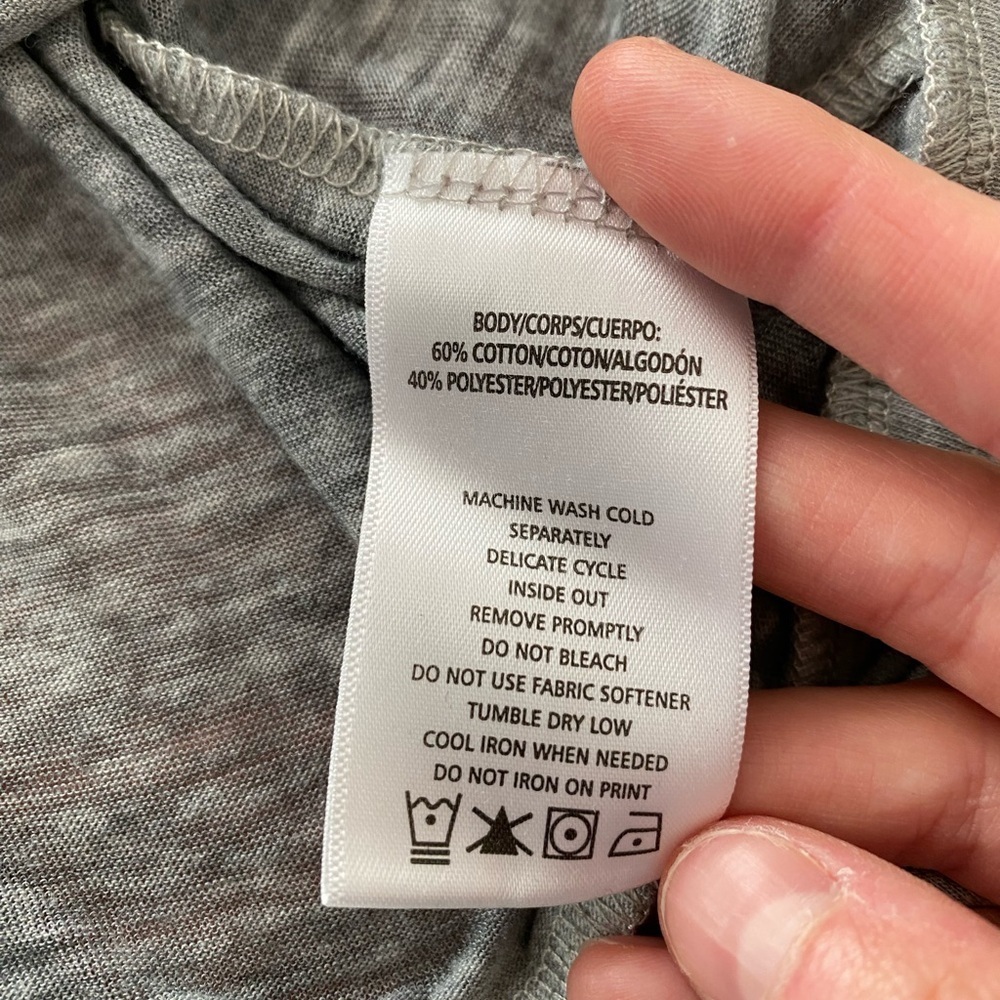 BODY/CORPS/CUERPO:
60% COTTON/COTON/ALGODÓN
40% POLYESTER/POLYESTER/POLIÉSTER
MACHINE WASH COLD
SEPARATELY
DELICATE CYCLE
INSIDE OUT
REMOVE PROMPTLY
DO NOT BLEACH
DO NOT USE FABRIC SOFTENER
TUMBLE DRY LOW
COOL IRON WHEN NEEDED
DO NOT IRON ON PRINT